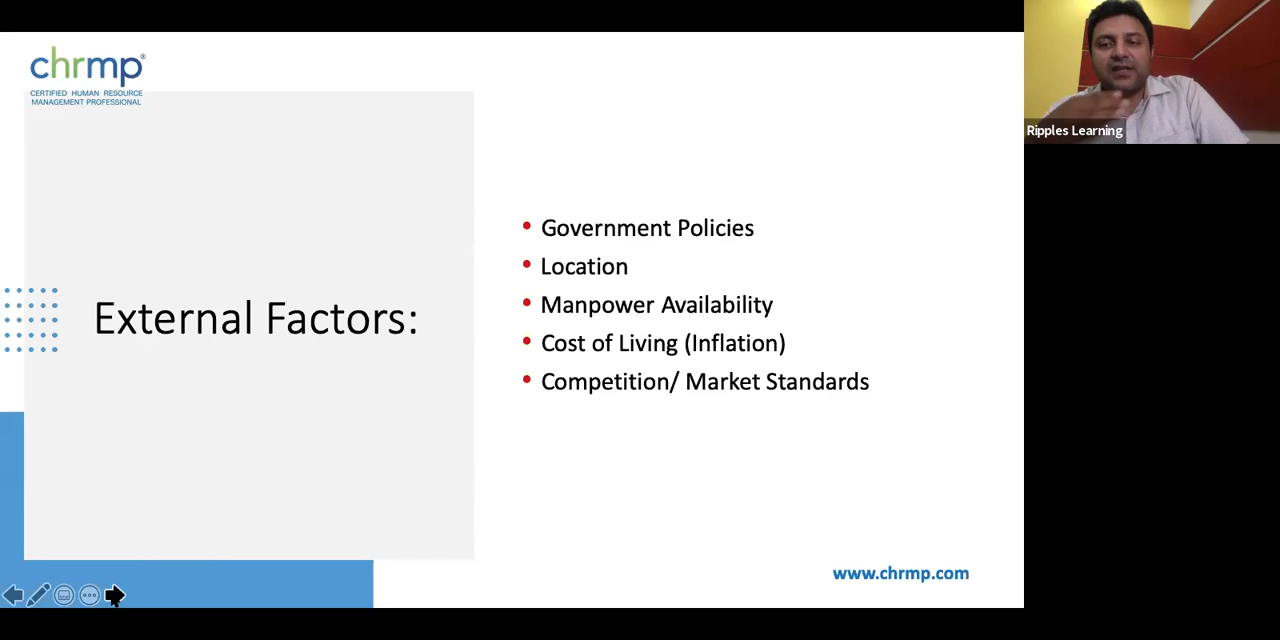 chrmp®
CERTIFIED HUMAN RESOURCE
MANAGEMENT PROFESSIONAL
External Factors:
• Government Policies
• Location
• Manpower Availability
• Cost of Living (Inflation)
• Competition/ Market Standards
www.chrmp.com
Ripples Learning